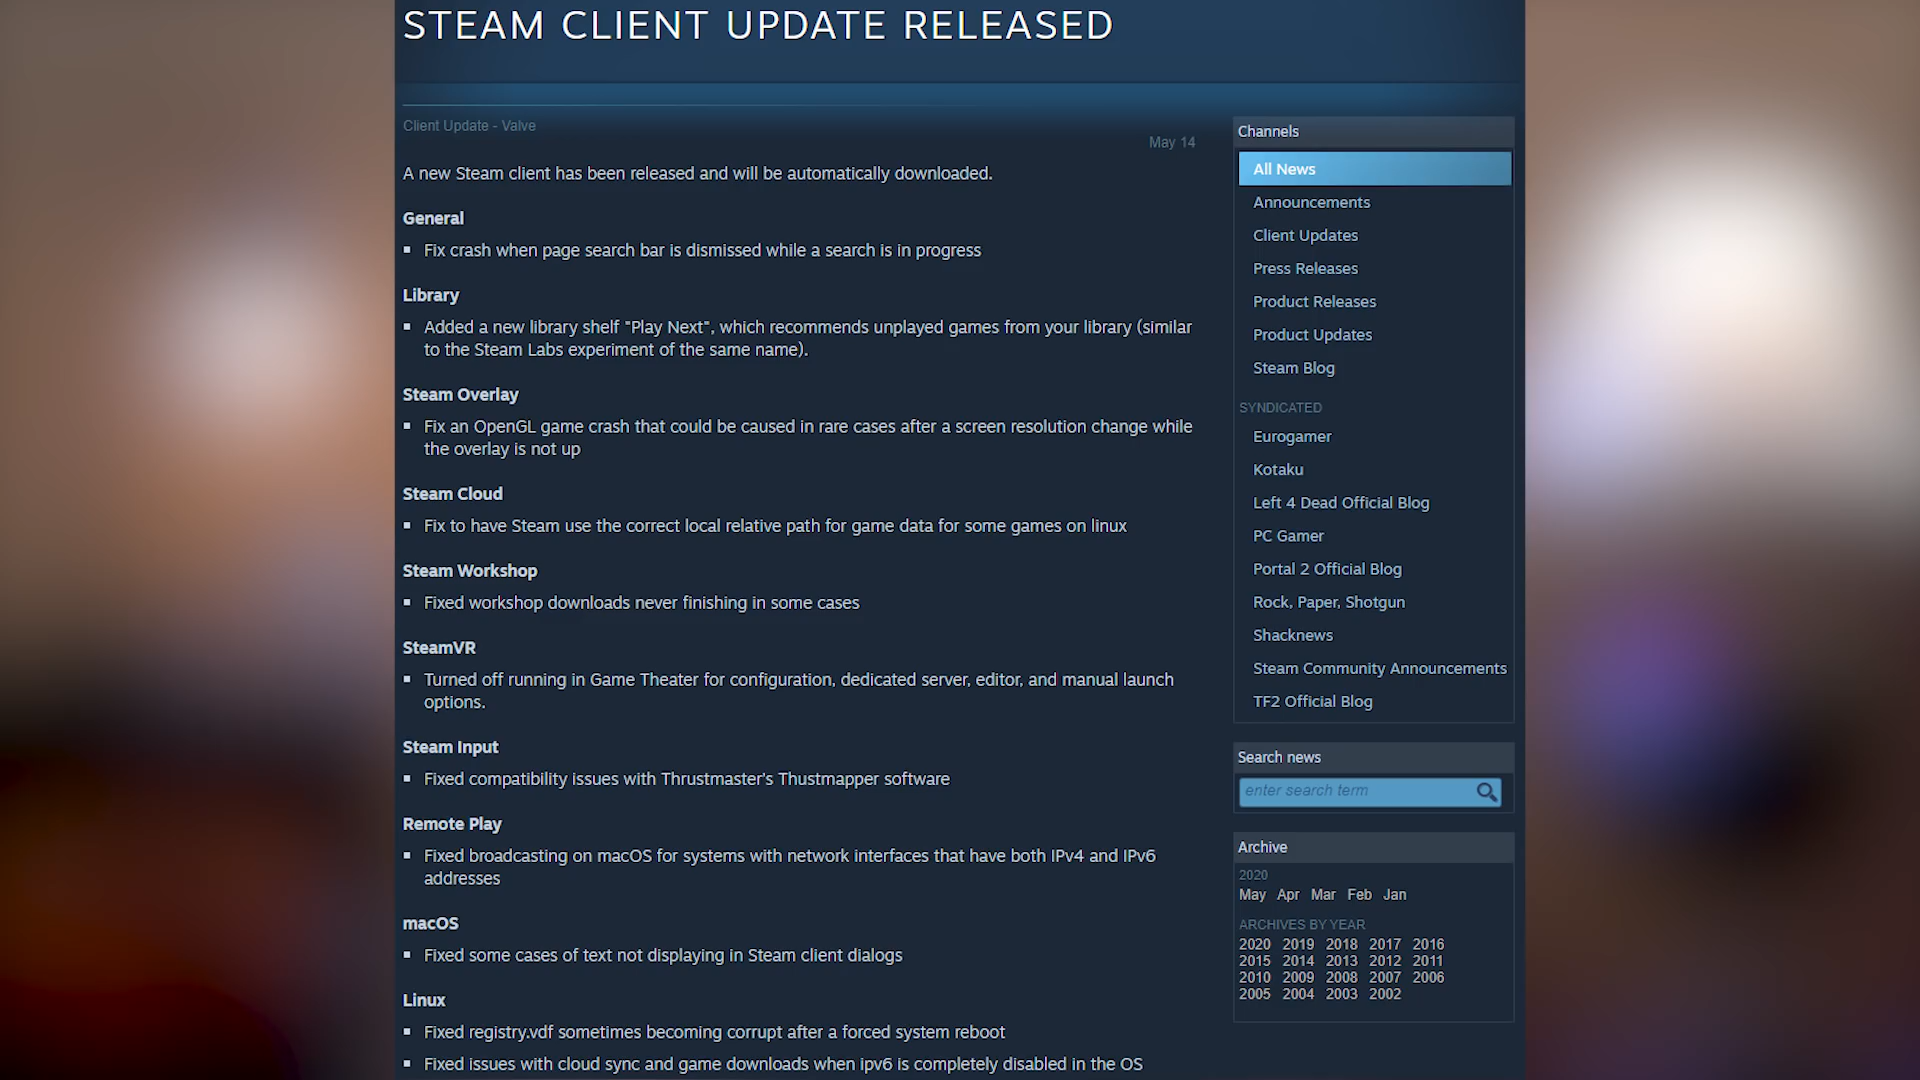 STEAM CLIENT UPDATE RELEASED
Client Update - Valve
May 14
A new Steam client has been released and will be automatically downloaded.
General
▪ Fix crash when page search bar is dismissed while a search is in progress
Library
▪ Added a new library shelf "Play Next", which recommends unplayed games from your library (similar
to the Steam Labs experiment of the same name).
Steam Overlay
▪ Fix an OpenGL game crash that could be caused in rare cases after a screen resolution change while
the overlay is not up
Steam Cloud
▪ Fix to have Steam use the correct local relative path for game data for some games on linux
Steam Workshop
▪ Fixed workshop downloads never finishing in some cases
SteamVR
▪ Turned off running in Game Theater for configuration, dedicated server, editor, and manual launch
options.
Steam Input
▪ Fixed compatibility issues with Thrustmaster's Thustmapper software
Remote Play
▪ Fixed broadcasting on macOS for systems with network interfaces that have both IPv4 and IPv6
addresses
macOS
▪ Fixed some cases of text not displaying in Steam client dialogs
Linux
▪ Fixed registry.vdf sometimes becoming corrupt after a forced system reboot
▪ Fixed issues with cloud sync and game downloads when ipv6 is completely disabled in the OS
Channels
All News
Announcements
Client Updates
Press Releases
Product Releases
Product Updates
Steam Blog
SYNDICATED
Eurogamer
Kotaku
Left 4 Dead Official Blog
PC Gamer
Portal 2 Official Blog
Rock, Paper, Shotgun
Shacknews
Steam Community Announcements
TF2 Official Blog
Search news
enter search term
Archive
2020
May Apr Mar Feb Jan
ARCHIVES BY YEAR
2020 2019 2018 2017 2016
2015 2014 2013 2012 2011
2010 2009 2008 2007 2006
2005 2004 2003 2002